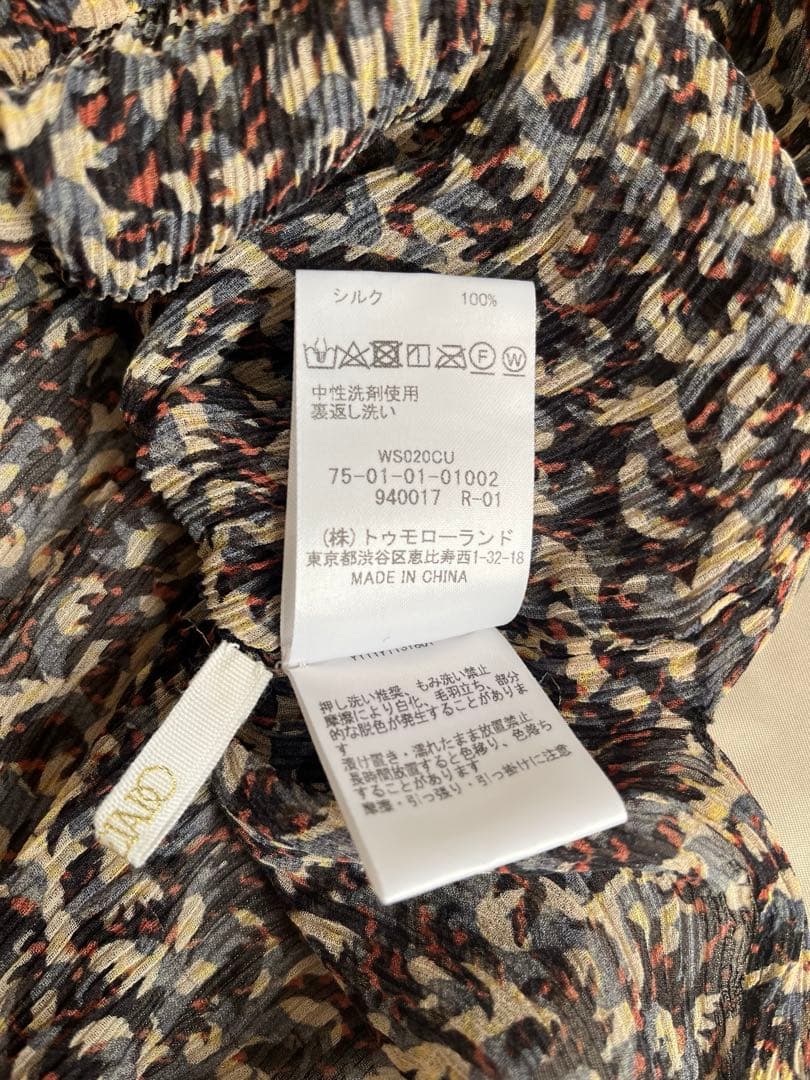 シルク 100%
中性洗剤使用
裏返し洗い
WS020CU
75-01-01-01002
940017 R-01
(株)トゥモローランド
東京都渋谷区恵比寿西1-32-18
MADE IN CHINA
押し洗い推奨、もみ洗い禁止
摩擦により白化、毛羽立ち、部分
的な脱色が発生することがありま
す
漬け置き・濡れたまま放置禁止
長時間放置すると色移り、色落ち
することがあります
摩擦・引っ張り・引っ掛けに注意